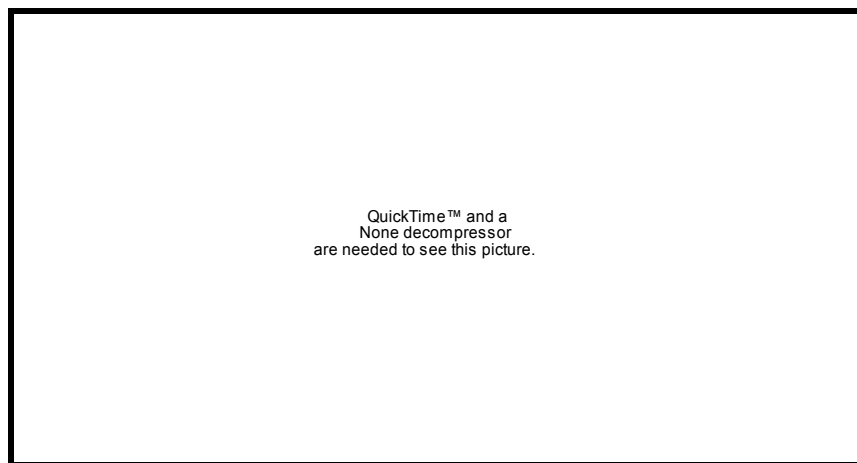 QuickTime™ and a
None decompressor
are needed to see this picture.